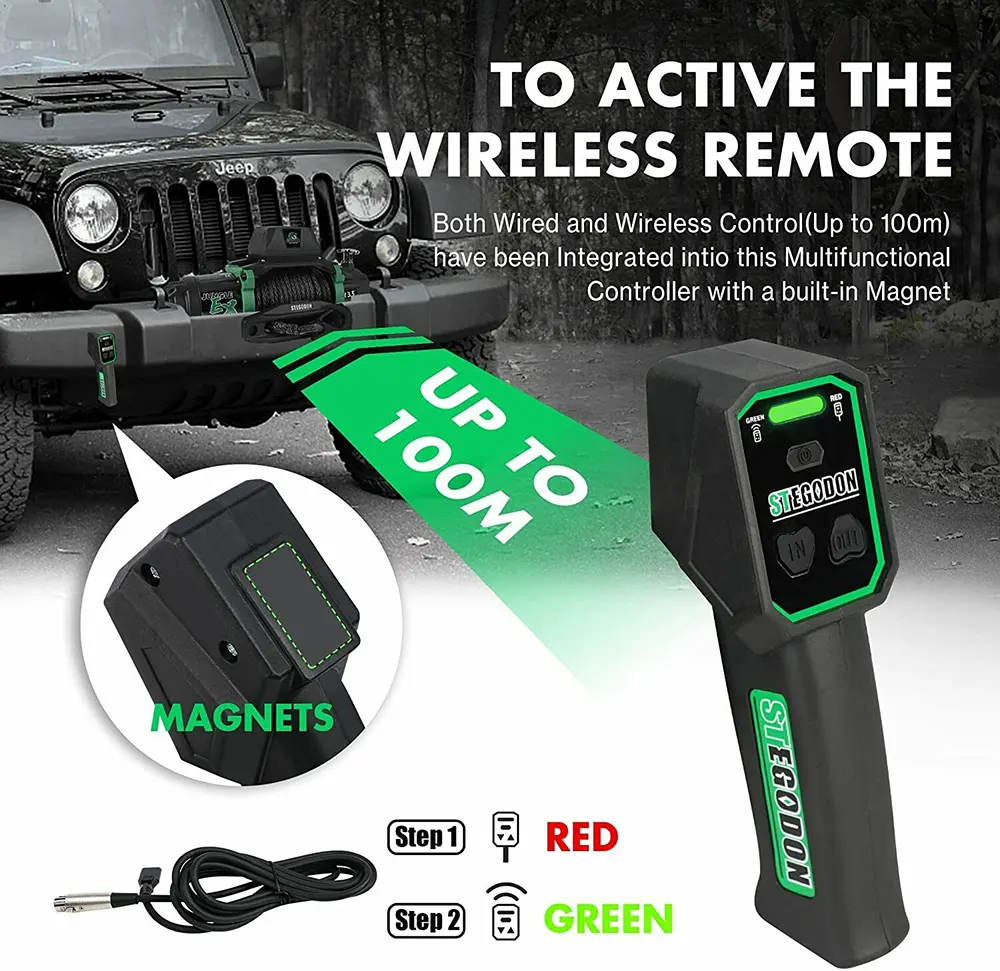 TO ACTIVE THE
WIRELESS REMOTE
Both Wired and Wireless Control(Up to 100m)
have been Integrated intio this Multifunctional
Controller with a built-in Magnet
Jeep
STEGODON
UP TO
100M
GREEN
RED
STEGODON
IN
OUT
STEGODON
MAGNETS
Step 1
RED
Step 2
GREEN